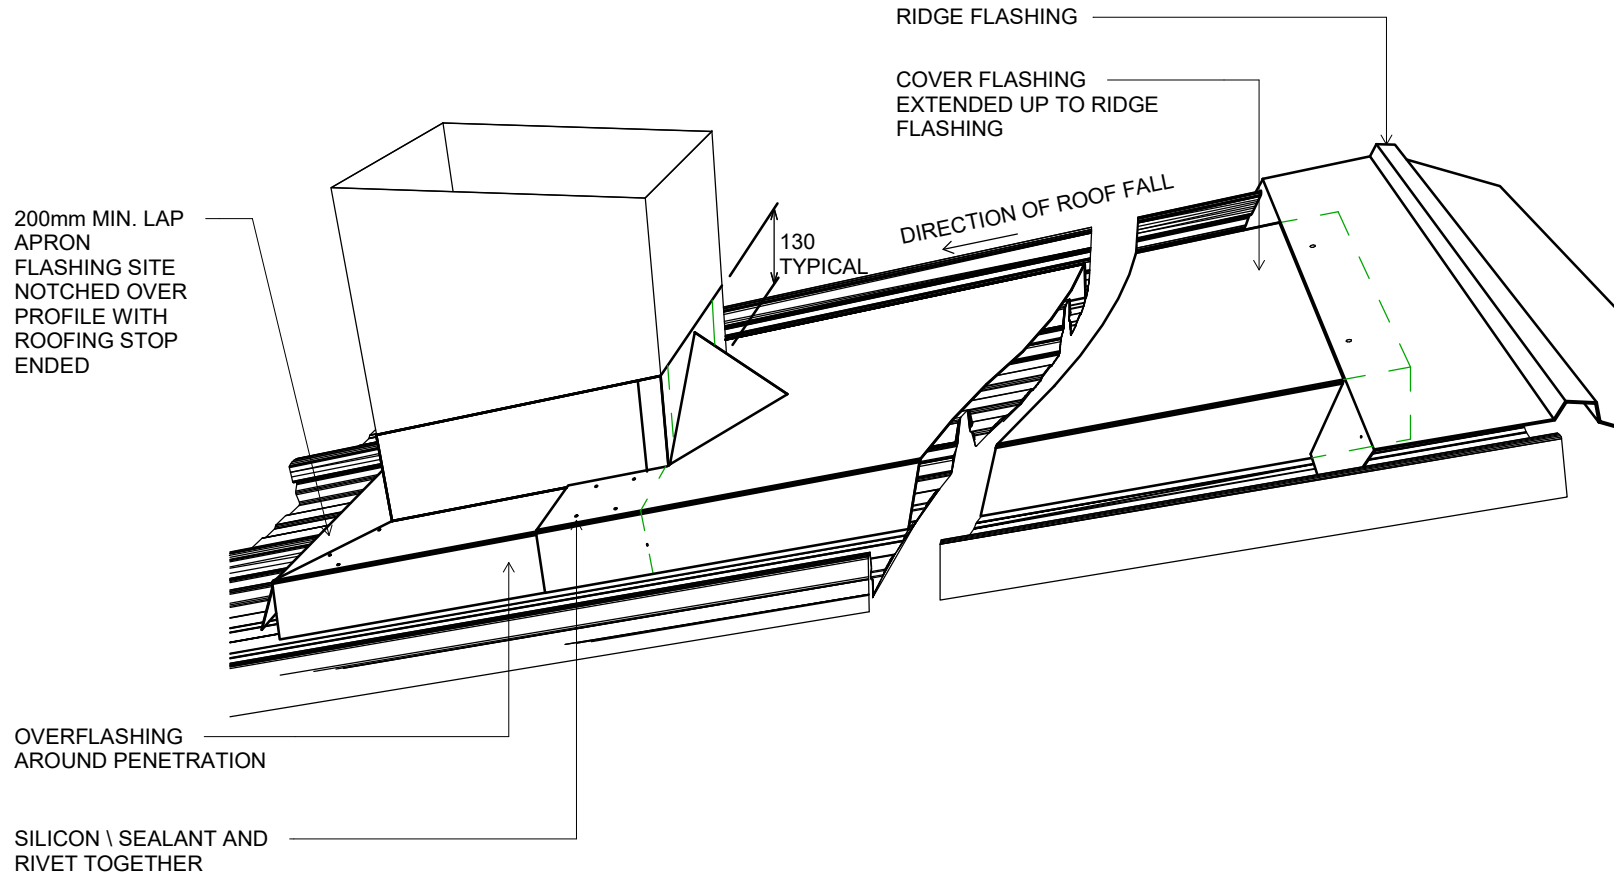 RIDGE FLASHING
COVER FLASHING
EXTENDED UP TO RIDGE
FLASHING
DIRECTION OF ROOF FALL
200mm MIN. LAP
APRON
FLASHING SITE
NOTCHED OVER
PROFILE WITH
ROOFING STOP
ENDED
130
TYPICAL
OVERFLASHING
AROUND PENETRATION
SILICON \ SEALANT AND
RIVET TOGETHER